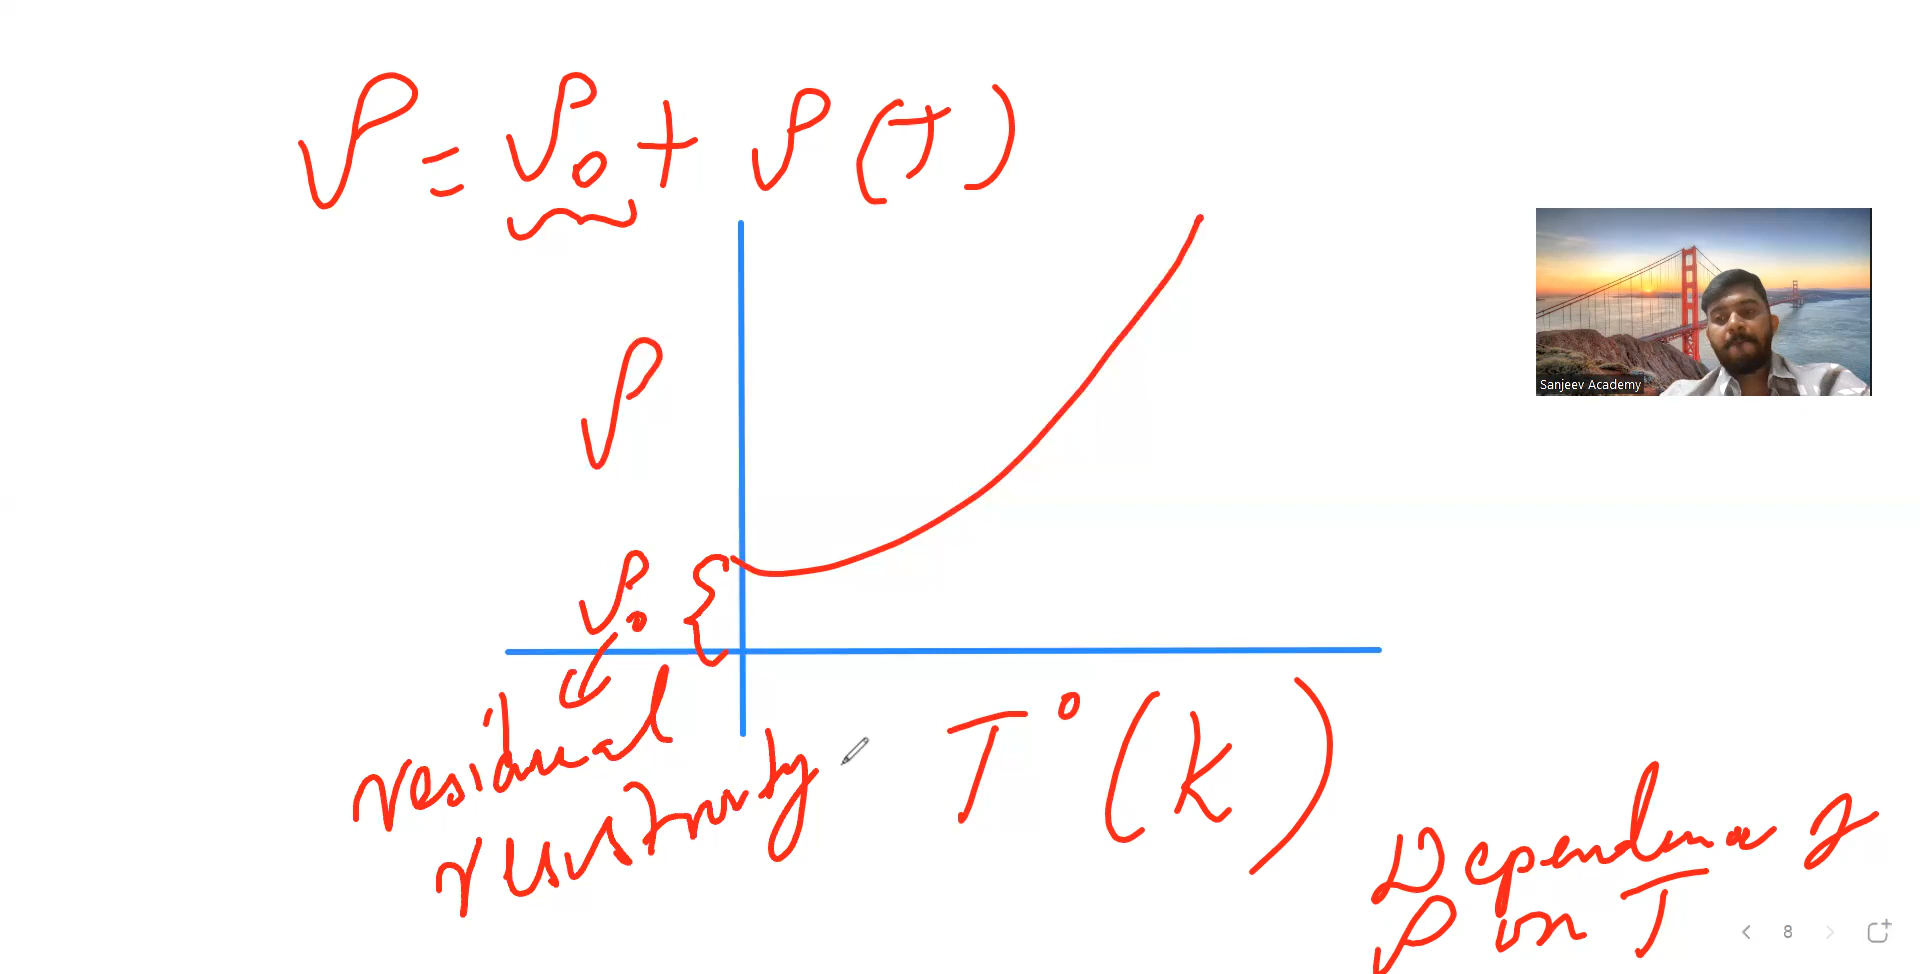 ρ = ρ₀ + ρ(T)
ρ
ρ₀
residual
resistivity
T° (K)
Dependence of
ρ on T
Sanjeev Academy
8